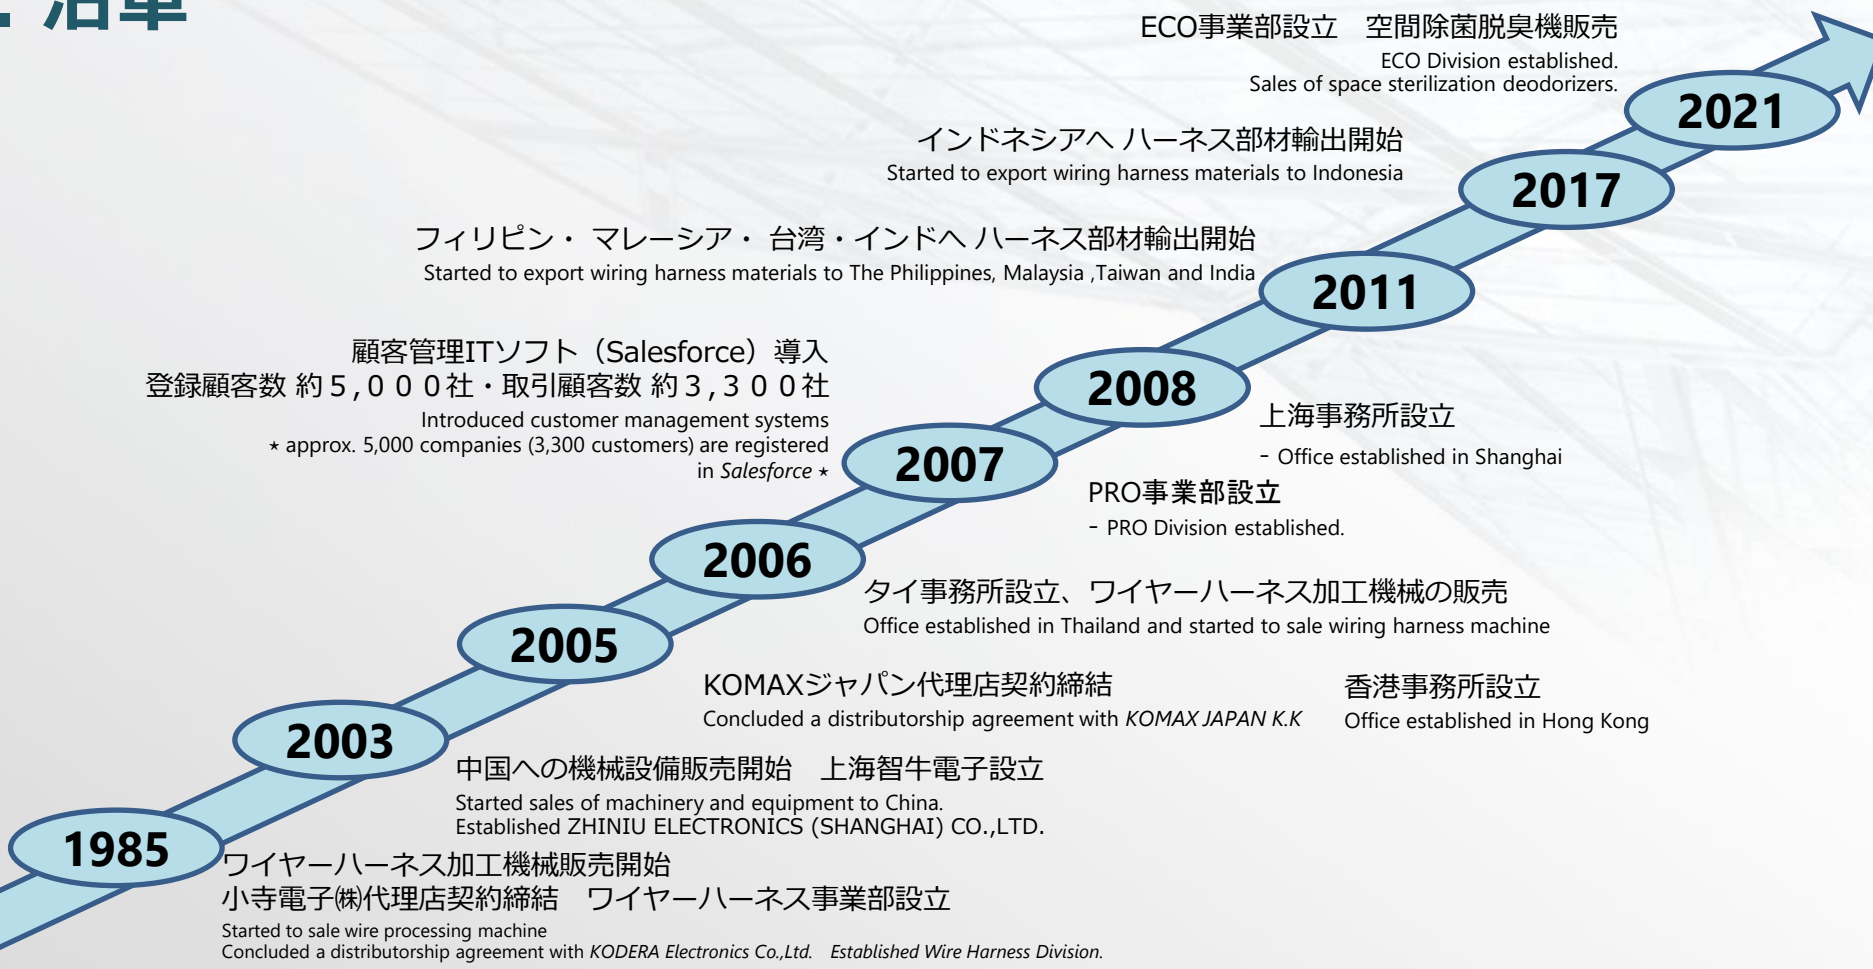 沿革
ECO事業部設立　空間除菌脱臭機販売
ECO Division established.
Sales of space sterilization deodorizers.
2021
インドネシアへ ハーネス部材輸出開始
Started to export wiring harness materials to Indonesia
2017
フィリピン・ マレーシア・ 台湾・インドへ ハーネス部材輸出開始
Started to export wiring harness materials to The Philippines, Malaysia ,Taiwan and India
2011
顧客管理ITソフト（Salesforce）導入
登録顧客数 約５,０００社・取引顧客数 約３,３００社
Introduced customer management systems
⋆ approx. 5,000 companies (3,300 customers) are registered
in Salesforce ⋆
2008
上海事務所設立
- Office established in Shanghai
2007
PRO事業部設立
- PRO Division established.
2006
タイ事務所設立、ワイヤーハーネス加工機械の販売
Office established in Thailand and started to sale wiring harness machine
2005
KOMAXジャパン代理店契約締結
Concluded a distributorship agreement with KOMAX JAPAN K.K
香港事務所設立
Office established in Hong Kong
2003
中国への機械設備販売開始　上海智牛電子設立
Started sales of machinery and equipment to China.
Established ZHINIU ELECTRONICS (SHANGHAI) CO.,LTD.
1985
ワイヤーハーネス加工機械販売開始
小寺電子㈱代理店契約締結　ワイヤーハーネス事業部設立
Started to sale wire processing machine
Concluded a distributorship agreement with KODERA Electronics Co.,Ltd.　Established Wire Harness Division.